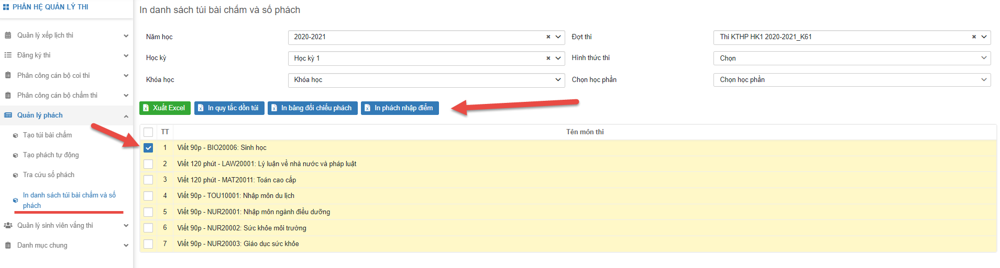 PHÂN HỆ QUẢN LÝ THI
Quản lý xếp lịch thi
Đăng ký thi
Phân công cán bộ coi thi
Phân công cán bộ chấm thi
Quản lý phách
Tạo túi bài chấm
Tạo phách tự động
Tra cứu số phách
In danh sách túi bài chấm và số
phách
Quản lý sinh viên vắng thi
Danh mục chung
In danh sách túi bài chấm và số phách
Năm học 2020-2021 Đợt thi Thi KTHP HK1 2020-2021_K61
Học kỳ Học kỳ 1 Hình thức thi Chọn
Khóa học Khóa học Chọn học phần Chọn học phần
Xuất Excel In quy tắc dồn túi In bảng đối chiếu phách In phách nhập điểm
TT Tên môn thi
1 Viết 90p - BIO20006: Sinh học
2 Viết 120 phút - LAW20001: Lý luận về nhà nước và pháp luật
3 Viết 120 phút - MAT20011: Toán cao cấp
4 Viết 90p - TOU10001: Nhập môn du lịch
5 Viết 90p - NUR20001: Nhập môn ngành điều dưỡng
6 Viết 90p - NUR20002: Sức khỏe môi trường
7 Viết 90p - NUR20003: Giáo dục sức khỏe